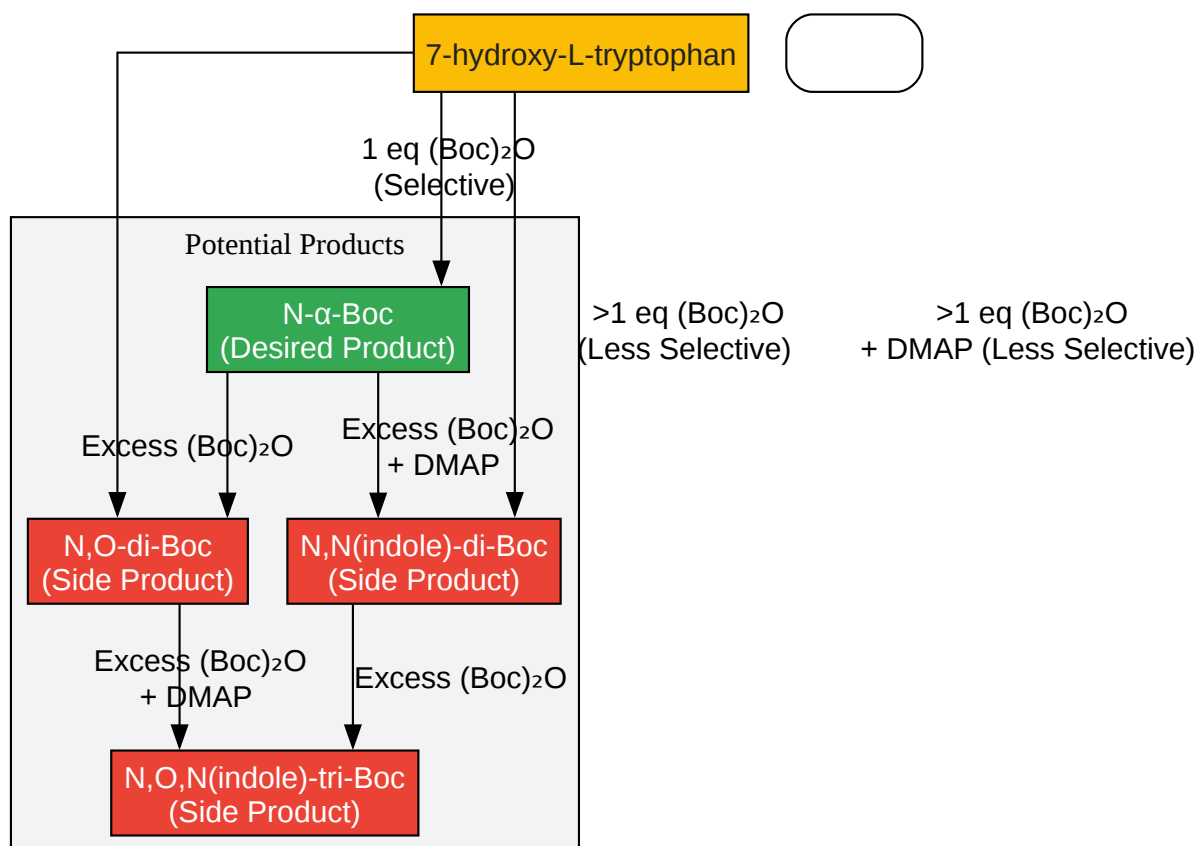 7-hydroxy-L-tryptophan
1 eq (Boc)₂O
(Selective)
Potential Products
N-α-Boc
(Desired Product)
>1 eq (Boc)₂O
(Less Selective)
>1 eq (Boc)₂O
+ DMAP (Less Selective)
Excess (Boc)₂O
Excess (Boc)₂O
+ DMAP
N,O-di-Boc
(Side Product)
N,N(indole)-di-Boc
(Side Product)
Excess (Boc)₂O
+ DMAP
Excess (Boc)₂O
N,O,N(indole)-tri-Boc
(Side Product)